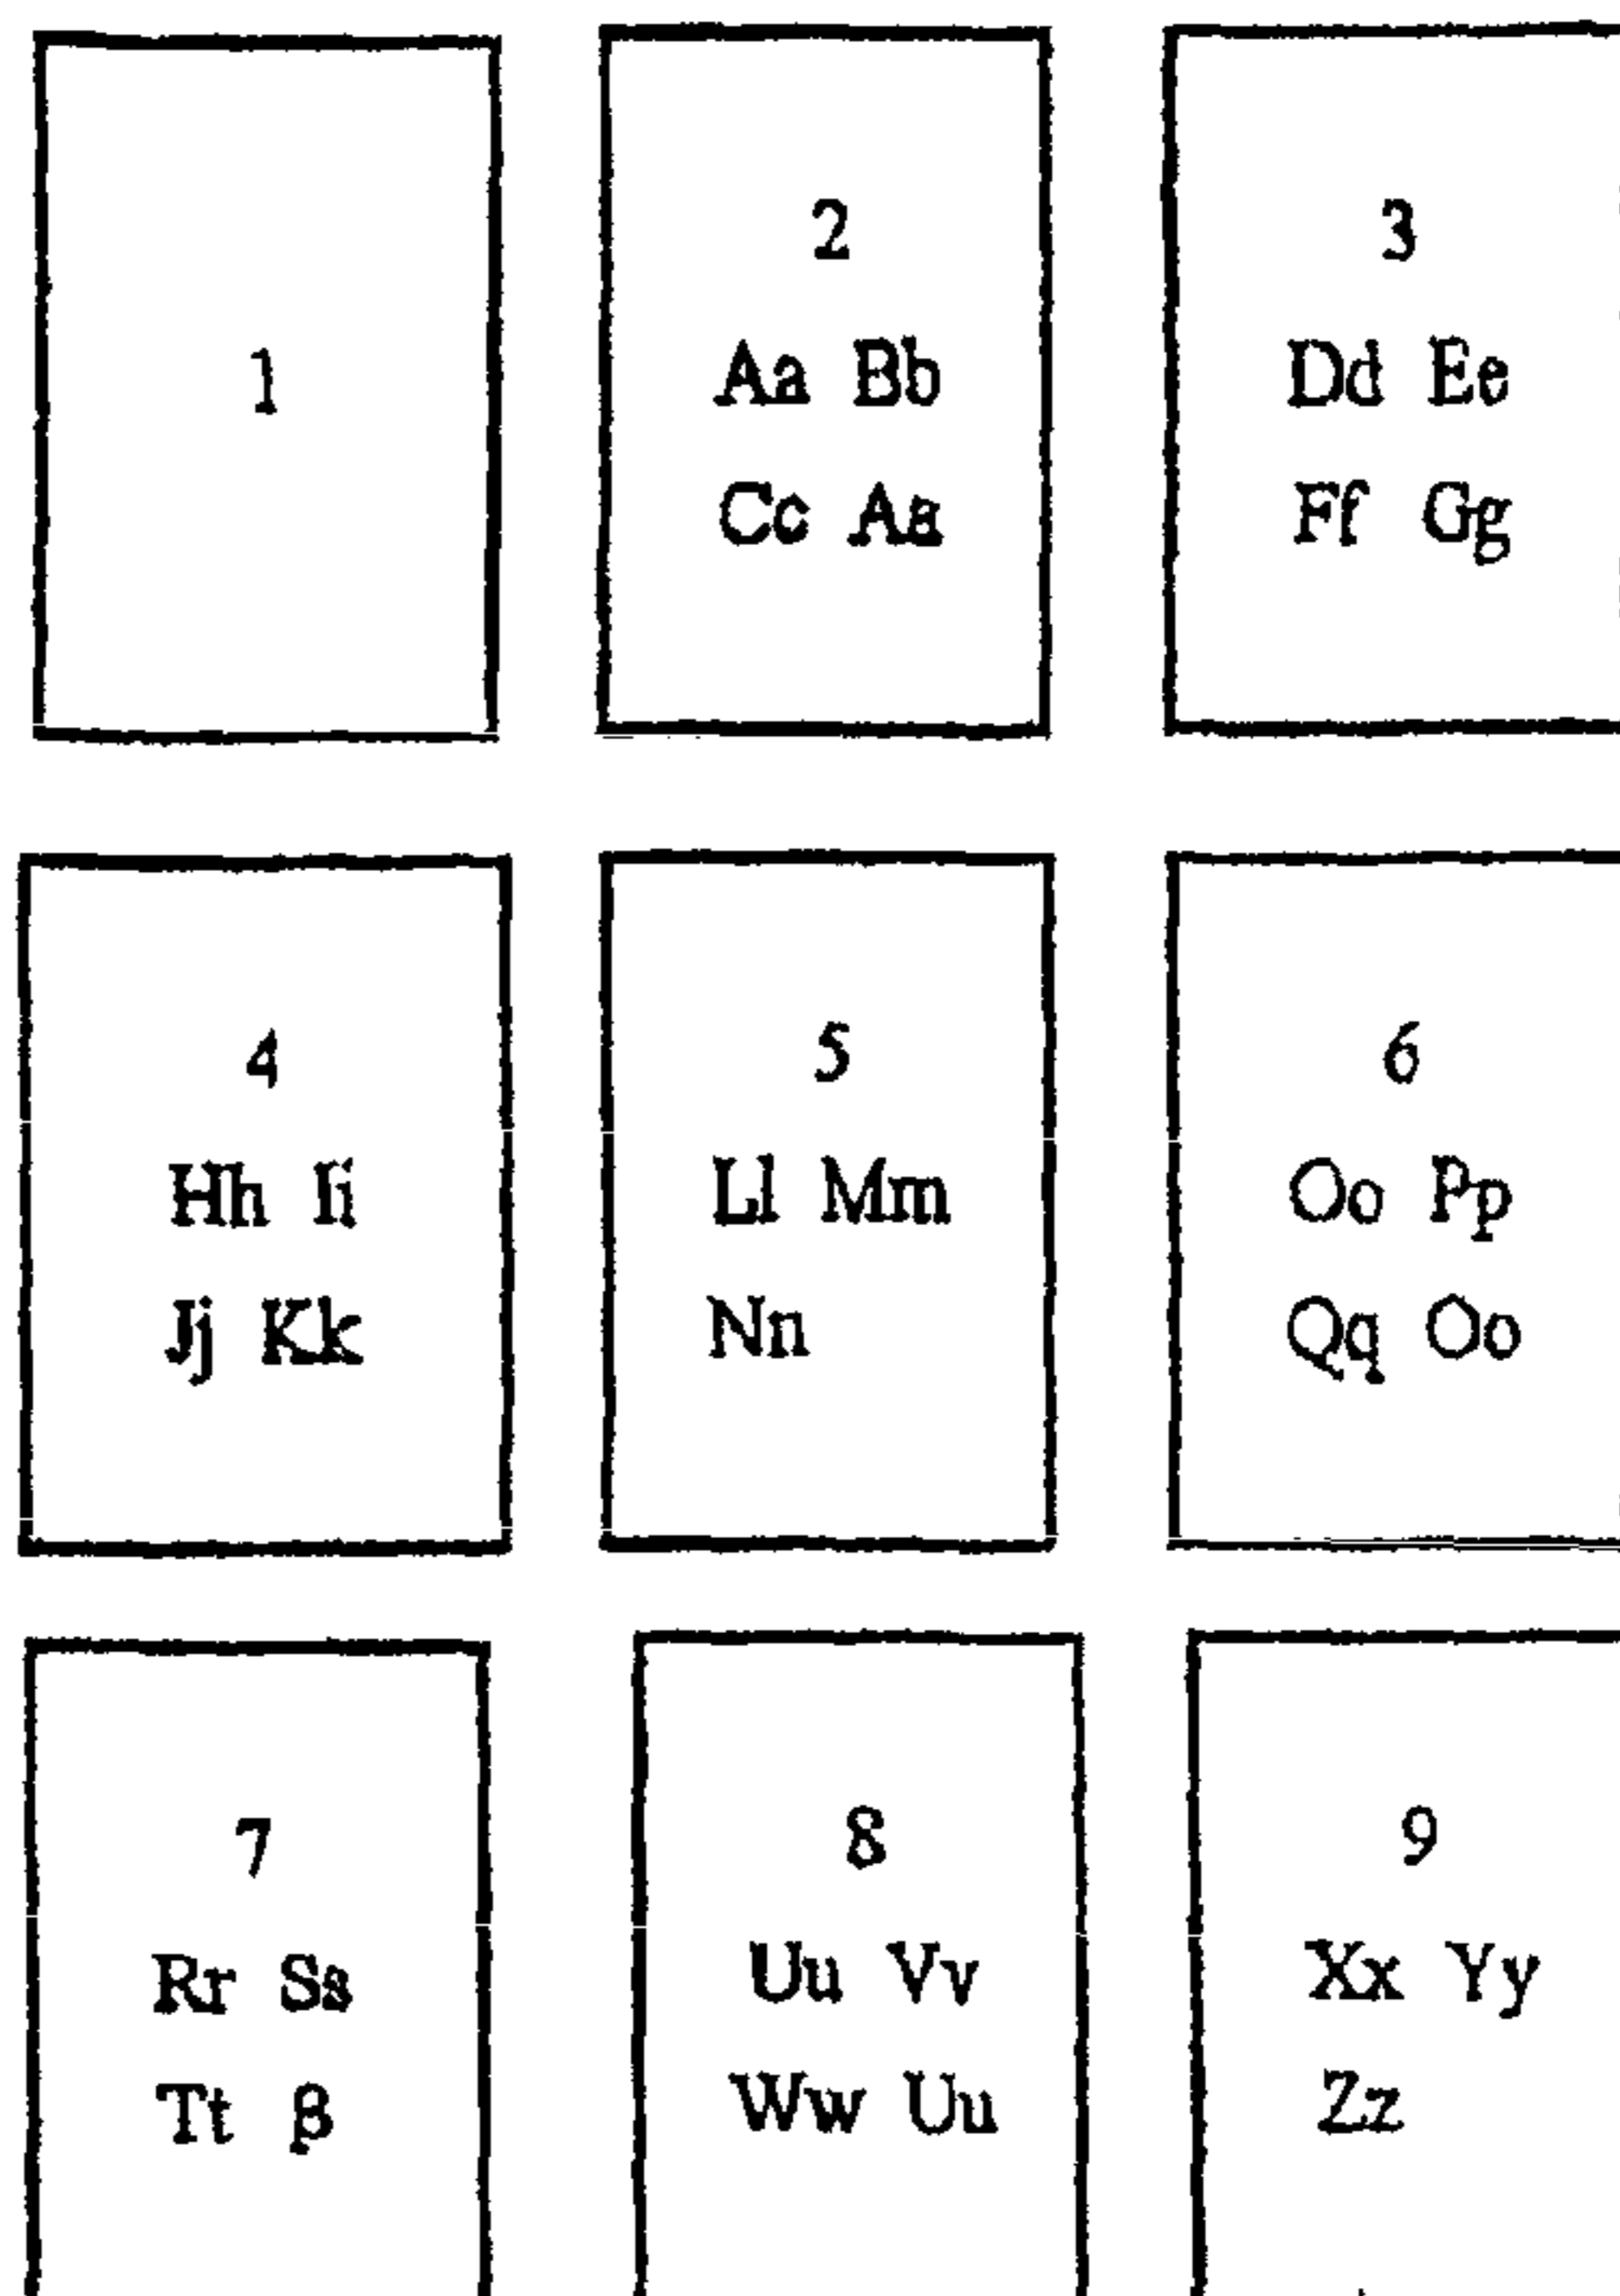 1
2
Aa Bb
Cc Aa
3
Dd Ee
Ff Gg
4
Hh Ii
Jj Kk
5
Ll Mm
Nn
6
Oo Pp
Qq Oo
7
Rr Ss
Tt β
8
Uu Vv
Ww Uu
9
Xx Yy
Zz